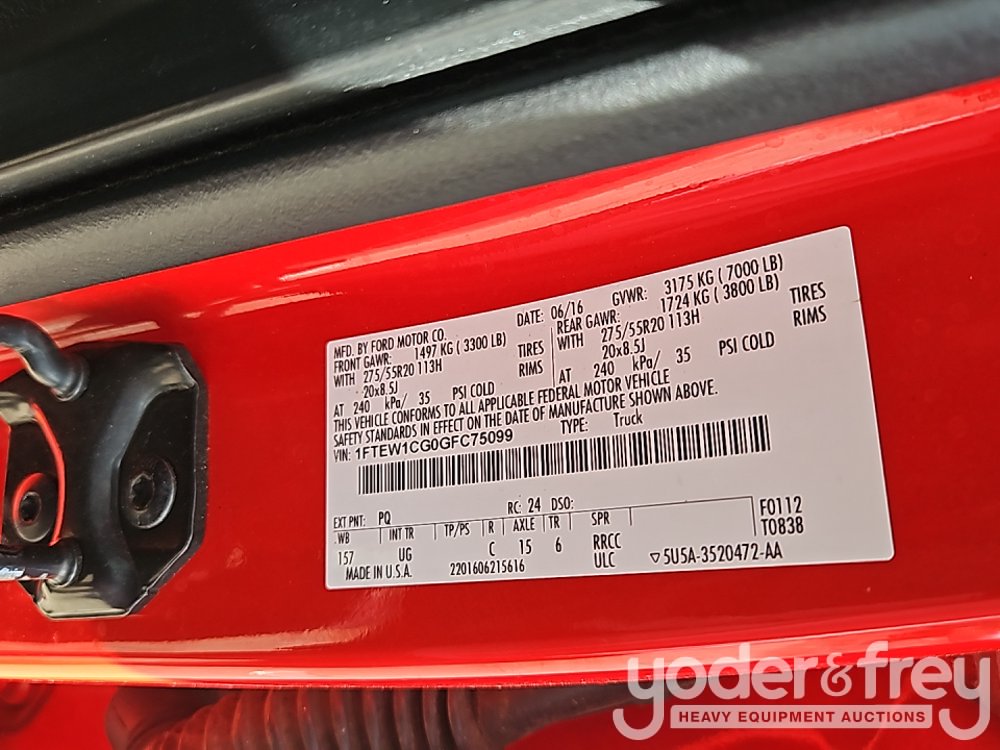 MFD. BY FORD MOTOR CO. DATE: 06/16 GVWR: 3175 KG ( 7000 LB)
FRONT GAWR: 1497 KG ( 3300 LB) REAR GAWR: 1724 KG ( 3800 LB)
WITH 275/55R20 113H TIRES WITH 275/55R20 113H TIRES
20x8.5J RIMS 20x8.5J RIMS
AT 240 kPa/ 35 PSI COLD AT 240 kPa/ 35 PSI COLD
THIS VEHICLE CONFORMS TO ALL APPLICABLE FEDERAL MOTOR VEHICLE
SAFETY STANDARDS IN EFFECT ON THE DATE OF MANUFACTURE SHOWN ABOVE.
VIN: 1FTEW1CG0GFC75099 TYPE: Truck
EXT PNT: PQ RC: 24 DSO: F0112
WB INT TR TP/PS R AXLE TR SPR T0838
157 UG C 15 6 RRCC
MADE IN U.S.A. 2201606215616 ULC ▽5U5A-3520472-AA
yoder&frey
HEAVY EQUIPMENT AUCTIONS